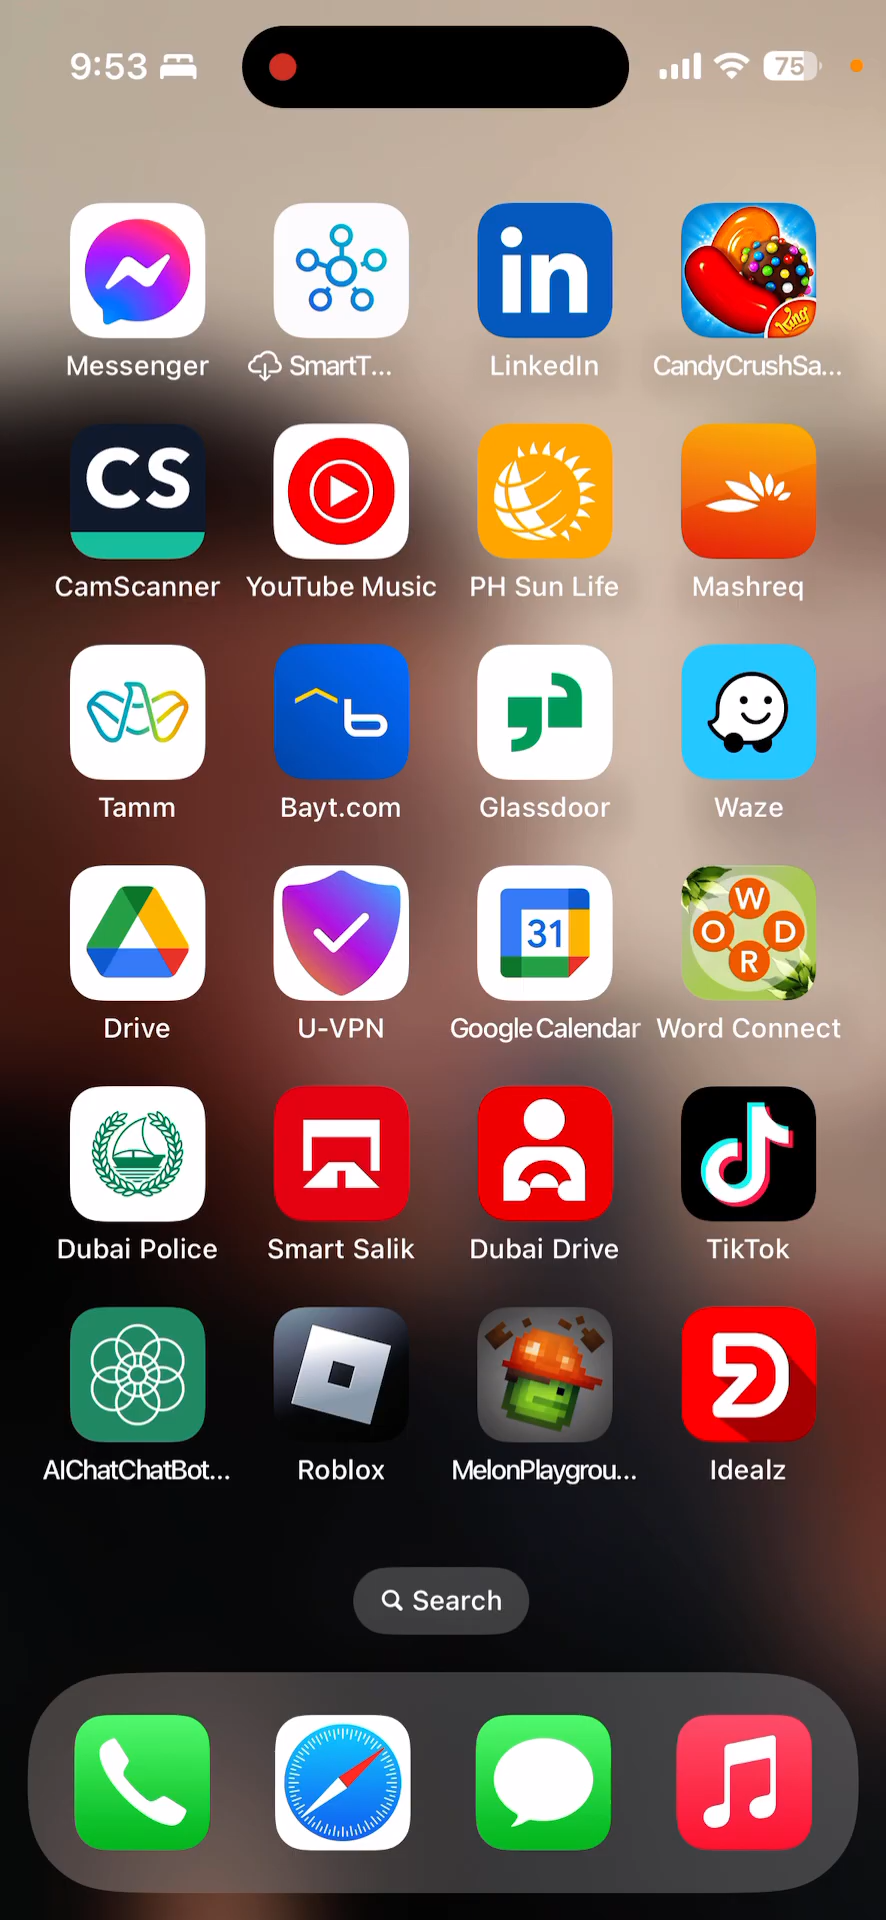 9:53
75
in
King
Messenger
SmartT...
LinkedIn
CandyCrushSa...
CS
CamScanner
YouTube Music
PH Sun Life
Mashreq
b
Tamm
Bayt.com
Glassdoor
Waze
31
W
O D
R
Drive
U-VPN
Google Calendar
Word Connect
Dubai Police
Smart Salik
Dubai Drive
TikTok
AIChatChatBot...
Roblox
MelonPlaygrou...
Idealz
Search